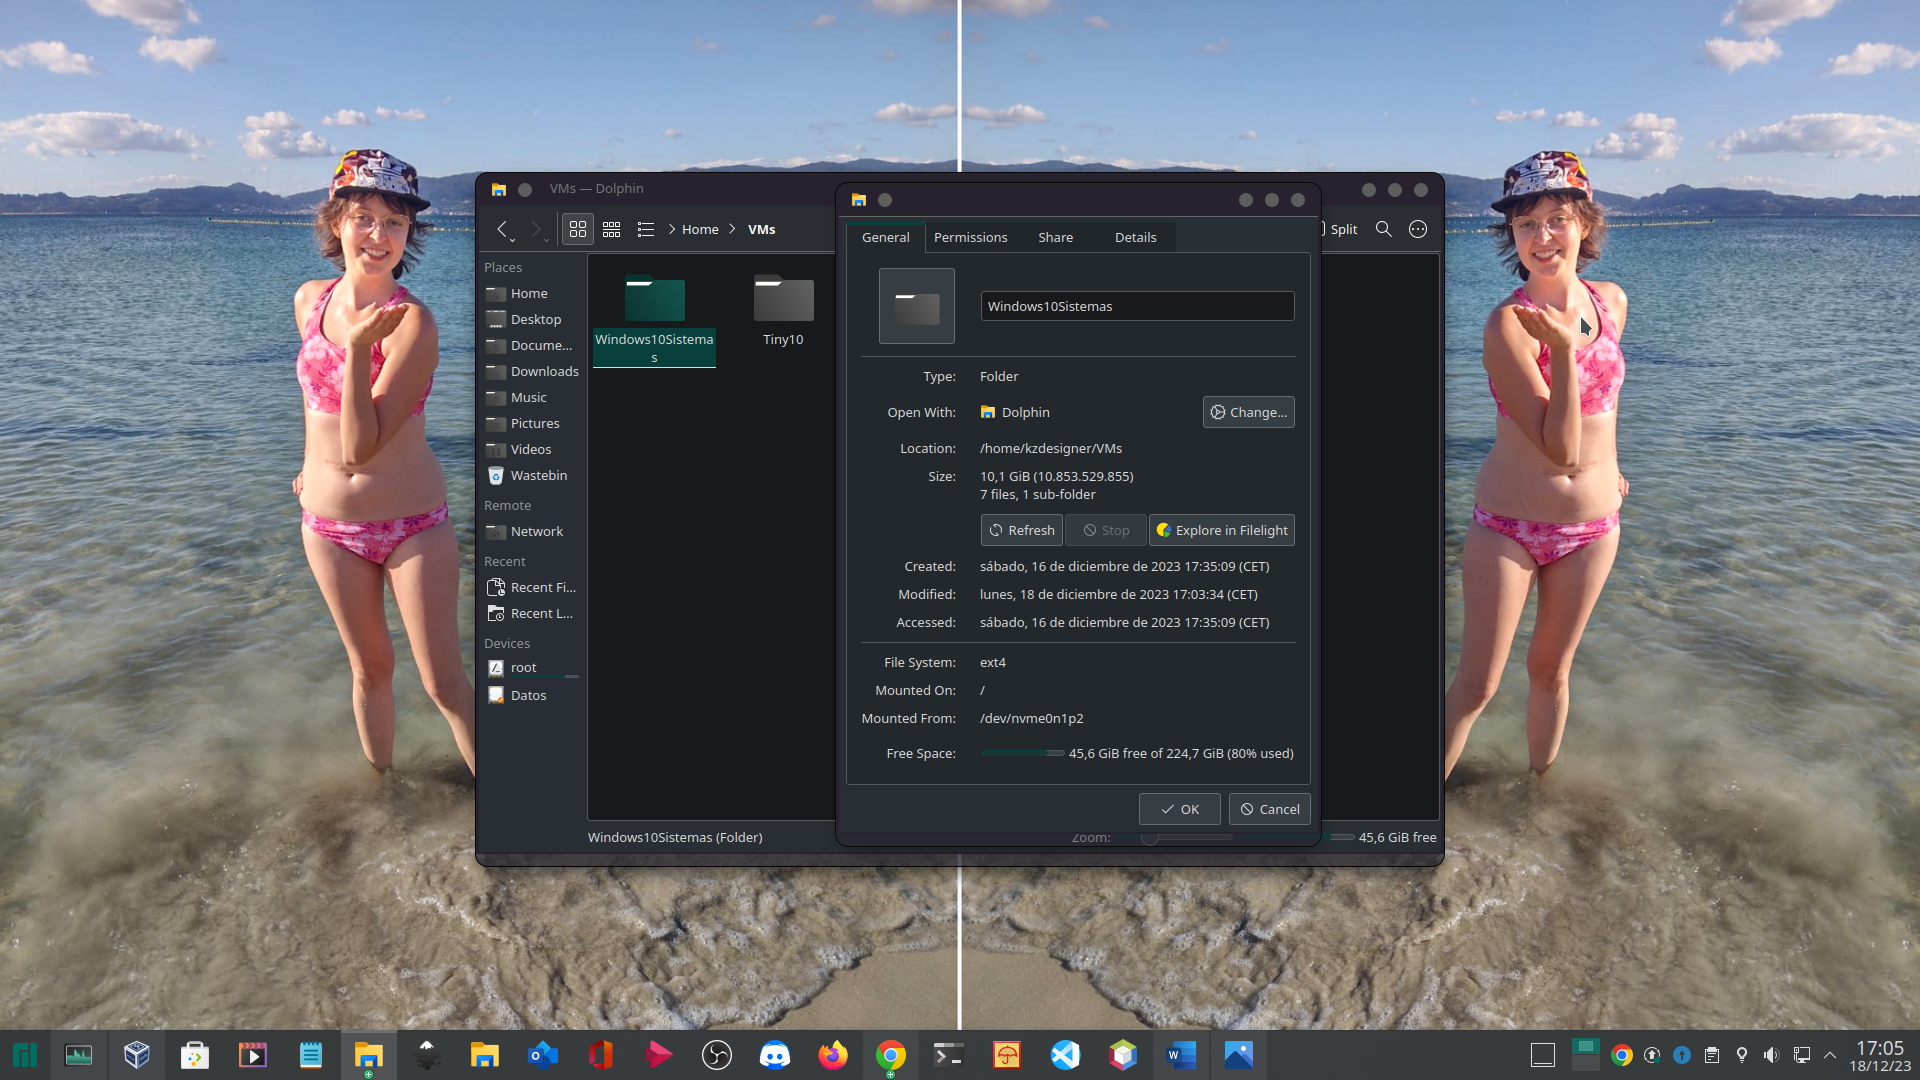 VMs — Dolphin
Home
VMs
Split
Places
Home
Desktop
Docume...
Downloads
Music
Pictures
Videos
Wastebin
Remote
Network
Recent
Recent Fi...
Recent L...
Devices
root
Datos
Windows10Sistema
s
Tiny10
Windows10Sistemas (Folder)
Zoom:
45,6 GiB free
General
Permissions
Share
Details
Windows10Sistemas
Type: Folder
Open With: Dolphin
Change...
Location: /home/kzdesigner/VMs
Size: 10,1 GiB (10.853.529.855)
7 files, 1 sub-folder
Refresh
Stop
Explore in Filelight
Created: sábado, 16 de diciembre de 2023 17:35:09 (CET)
Modified: lunes, 18 de diciembre de 2023 17:03:34 (CET)
Accessed: sábado, 16 de diciembre de 2023 17:35:09 (CET)
File System: ext4
Mounted On: /
Mounted From: /dev/nvme0n1p2
Free Space: 45,6 GiB free of 224,7 GiB (80% used)
OK
Cancel
17:05
18/12/23